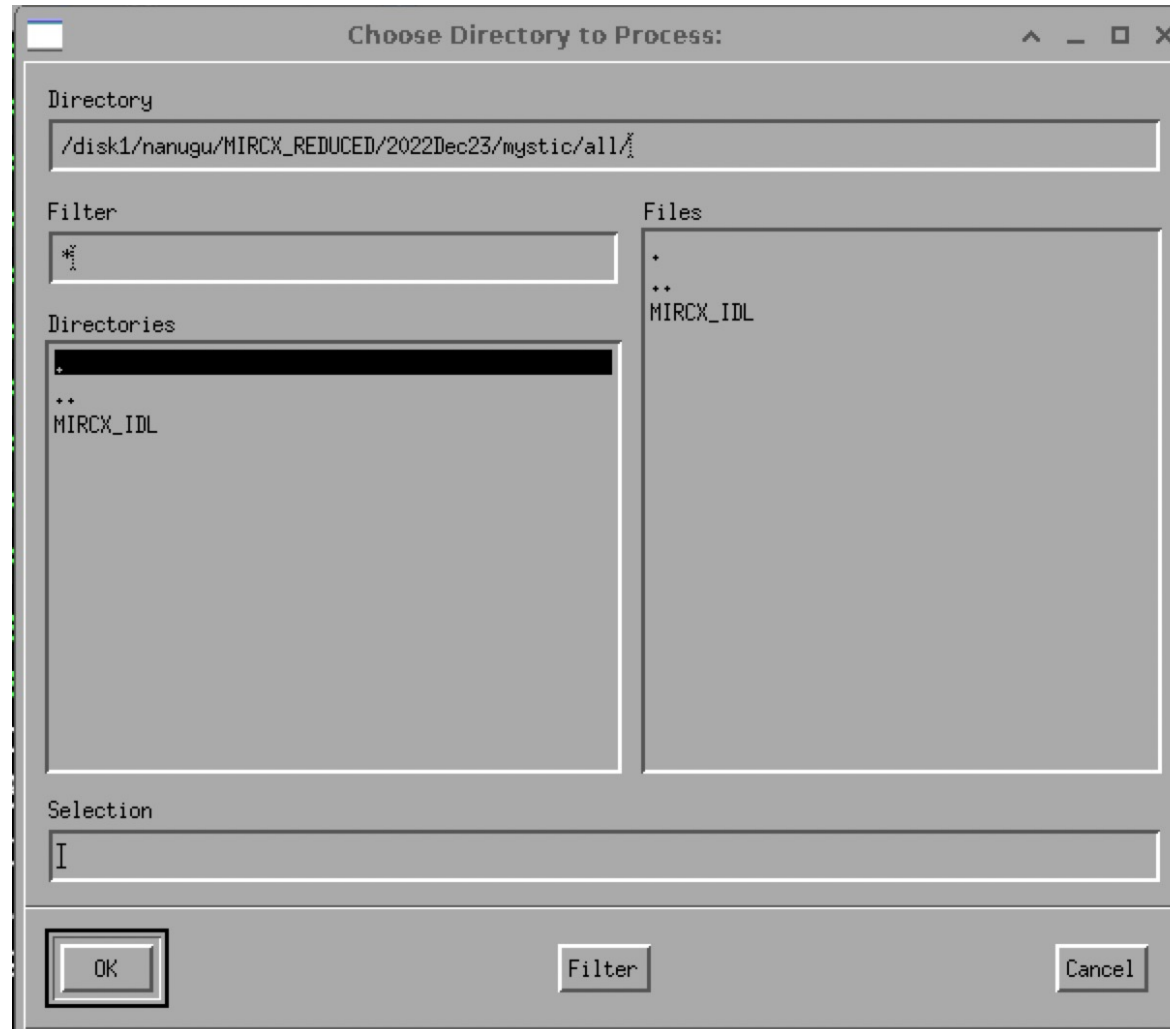 Choose Directory to Process:
Directory
/disk1/nanugu/MIRCX_REDUCED/2022Dec23/mystic/all/
Filter
*
Files
.
..
MIRCX_IDL
Directories
.
..
MIRCX_IDL
Selection
OK
Filter
Cancel